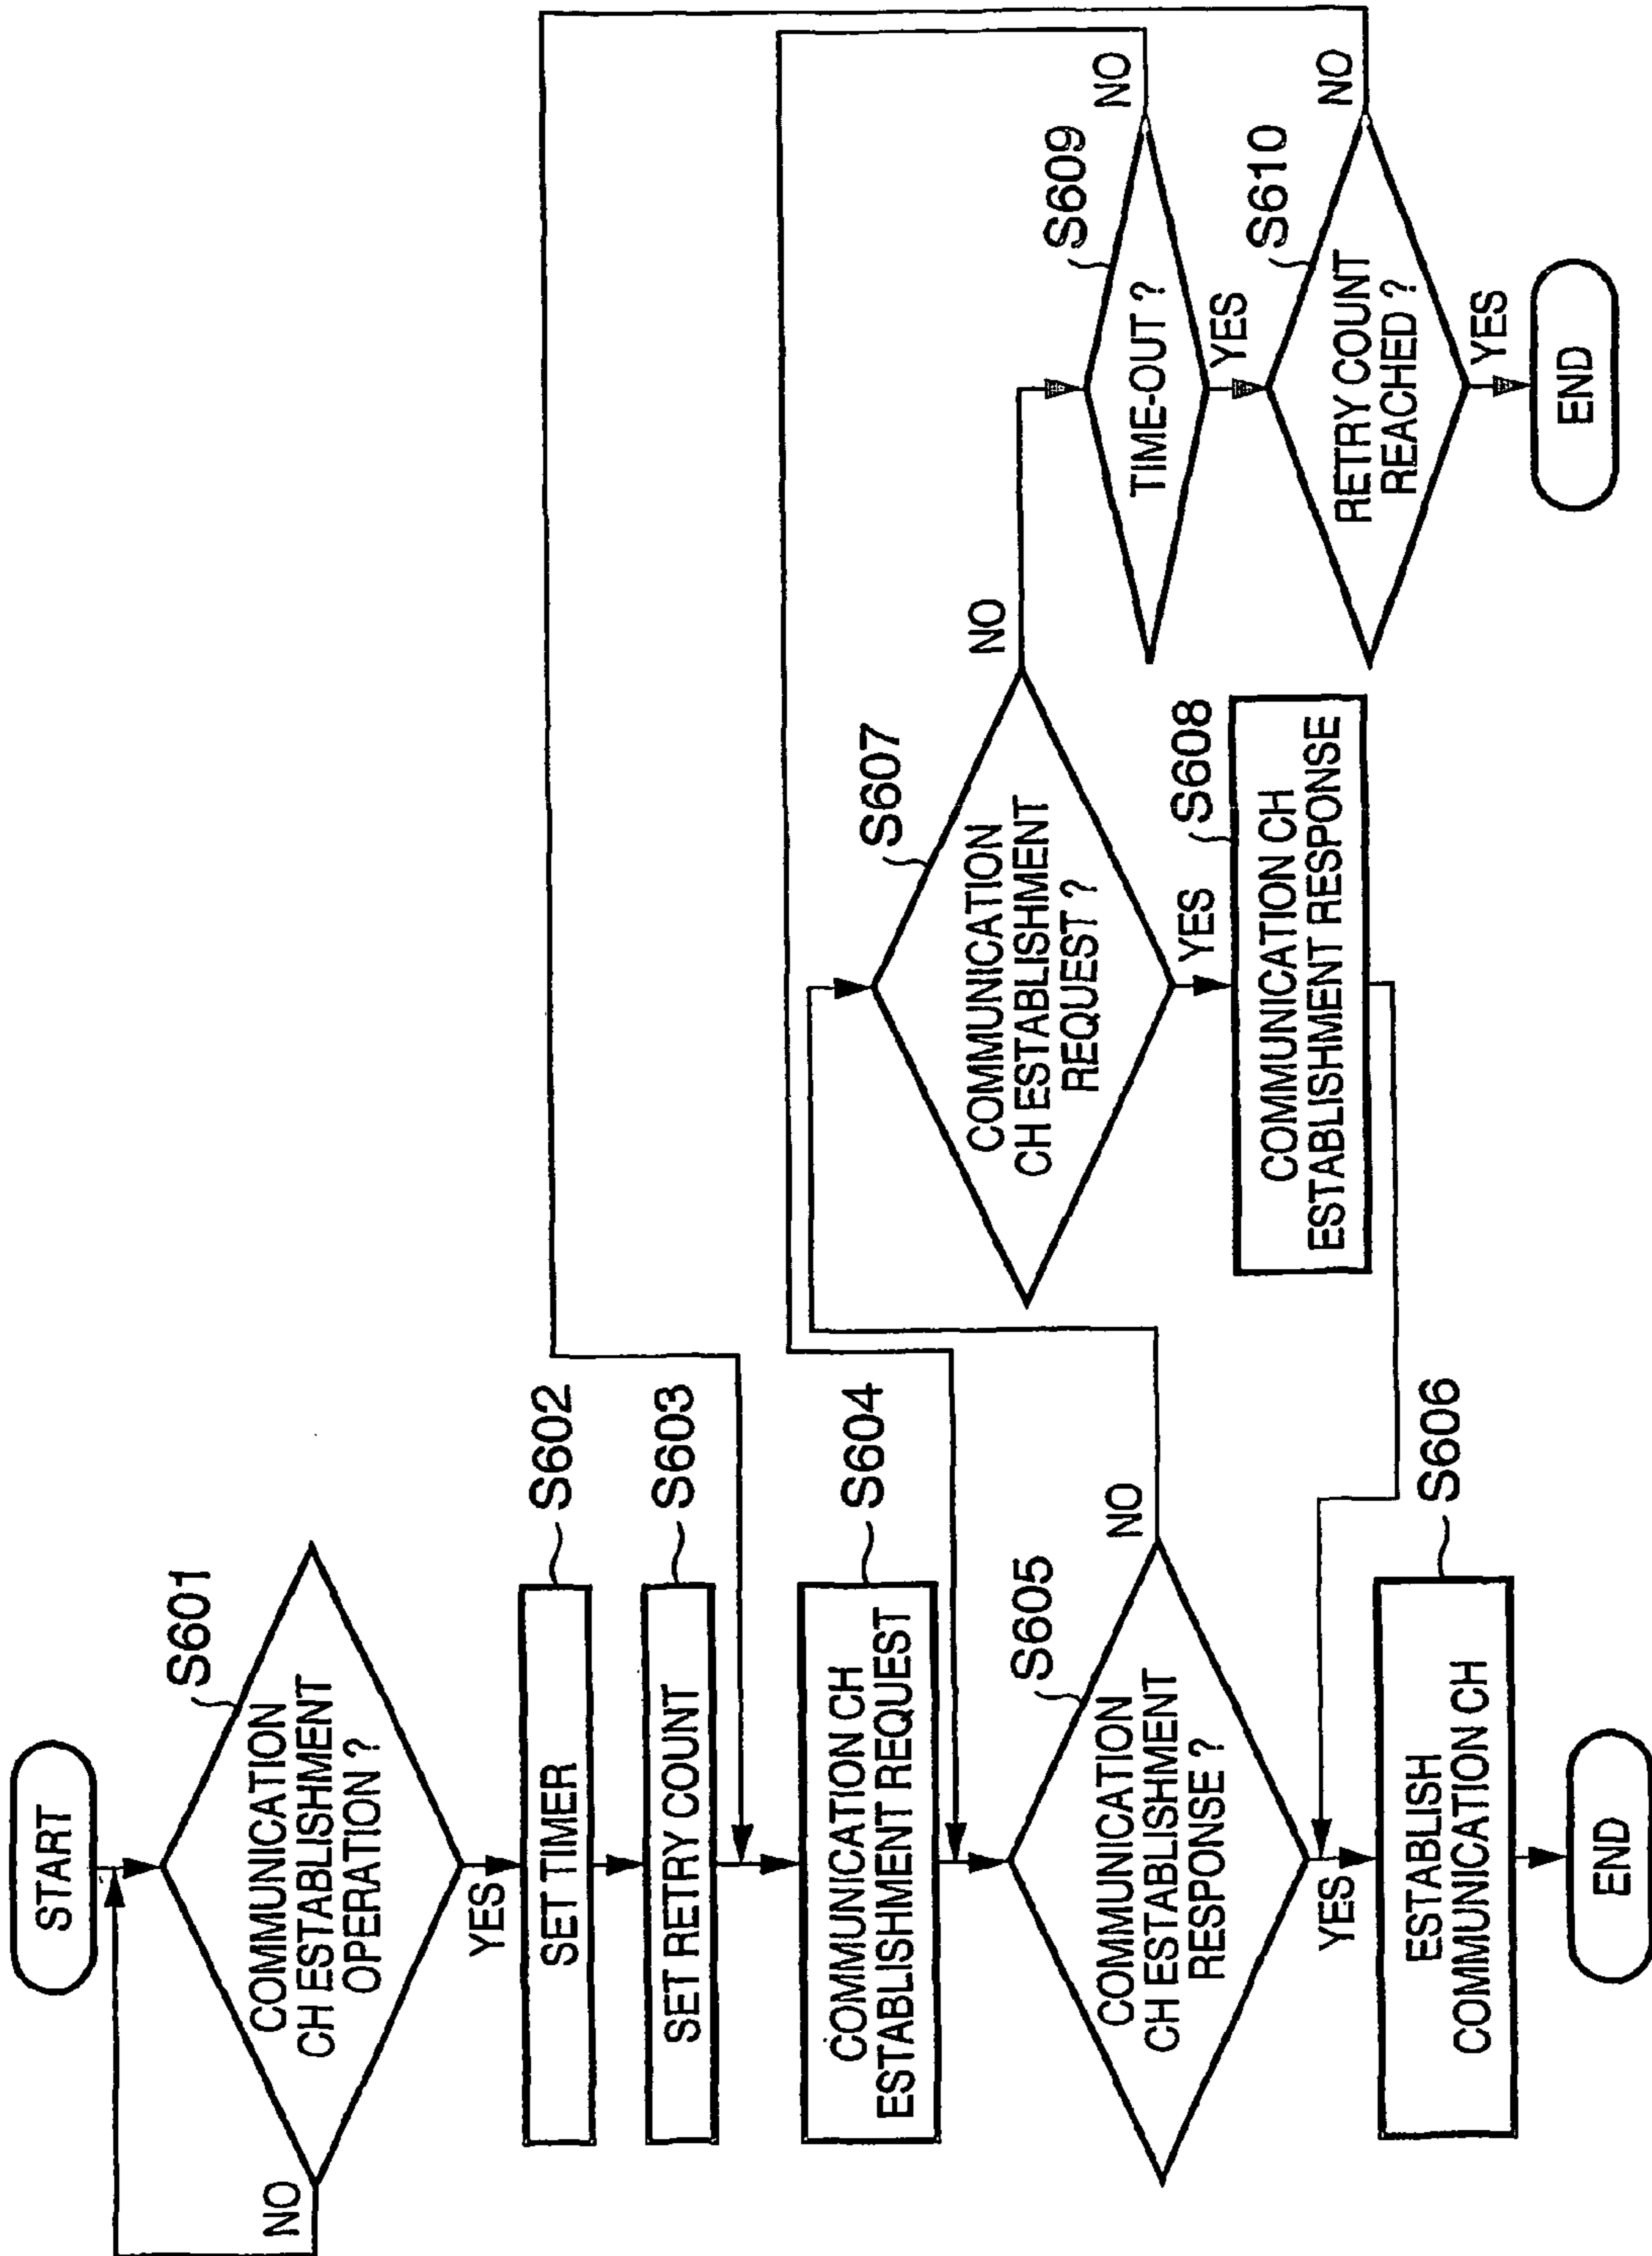 START
S601
COMMUNICATION
CH ESTABLISHMENT
OPERATION ?
NO
YES
S602
SET TIMER
S603
SET RETRY COUNT
S604
COMMUNICATION CH
ESTABLISHMENT REQUEST
S605
COMMUNICATION
CH ESTABLISHMENT
RESPONSE ?
NO
YES
S606
ESTABLISH
COMMUNICATION CH
END
S607
COMMUNICATION
CH ESTABLISHMENT
REQUEST ?
NO
YES
S608
COMMUNICATION CH
ESTABLISHMENT RESPONSE
S609
TIME-OUT ?
NO
YES
S610
RETRY COUNT
REACHED ?
NO
YES
END